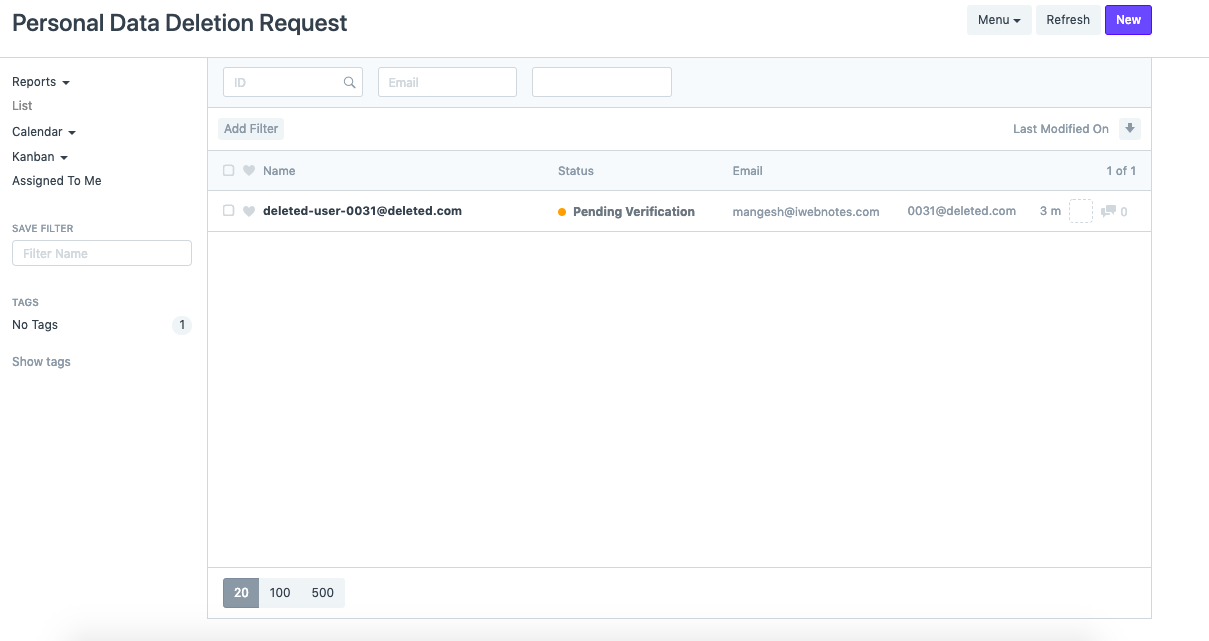 Personal Data Deletion Request
Menu
Refresh
New
Reports
List
Calendar
Kanban
Assigned To Me
SAVE FILTER
Filter Name
TAGS
No Tags 1
Show tags
ID
Email
Add Filter
Last Modified On
Name Status Email 1 of 1
deleted-user-0031@deleted.com Pending Verification mangesh@iwebnotes.com 0031@deleted.com 3 m 0
20 100 500